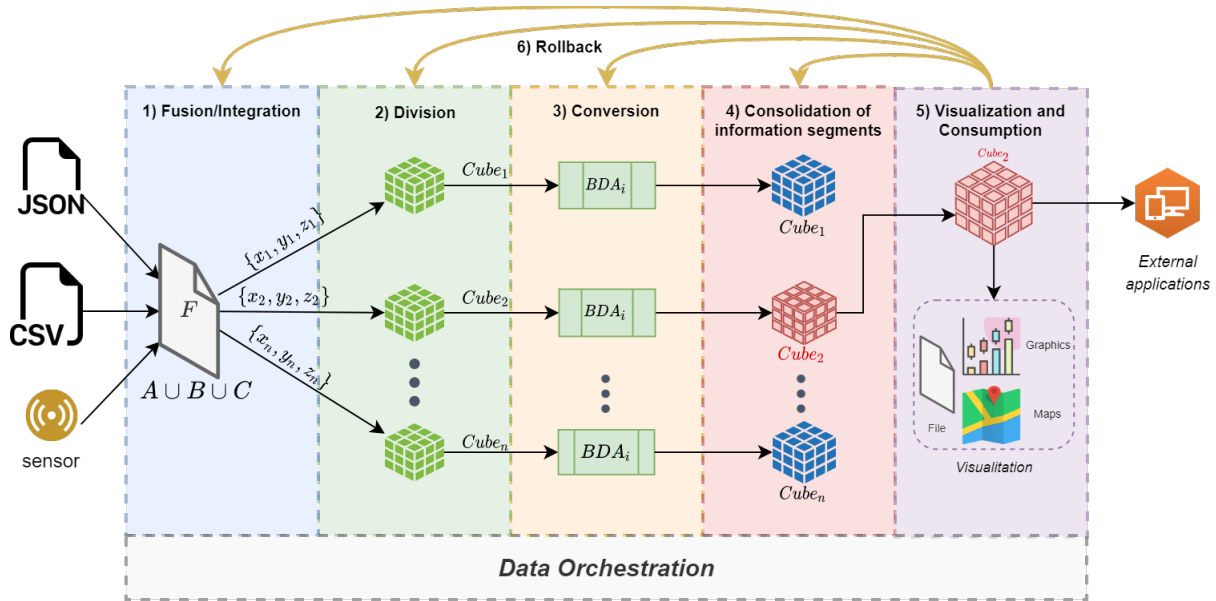 6) Rollback
1) Fusion/Integration
2) Division
3) Conversion
4) Consolidation of
information segments
5) Visualization and
Consumption
JSON
CSV
sensor
F
A ∪ B ∪ C
{x₁, y₁, z₁}
{x₂, y₂, z₂}
{xₙ, yₙ, zₙ}
Cube₁
Cube₂
Cubeₙ
BDAᵢ
BDAᵢ
BDAᵢ
Cube₁
Cube₂
Cubeₙ
Cube₂
Graphics
Maps
File
Visualitation
External
applications
Data Orchestration